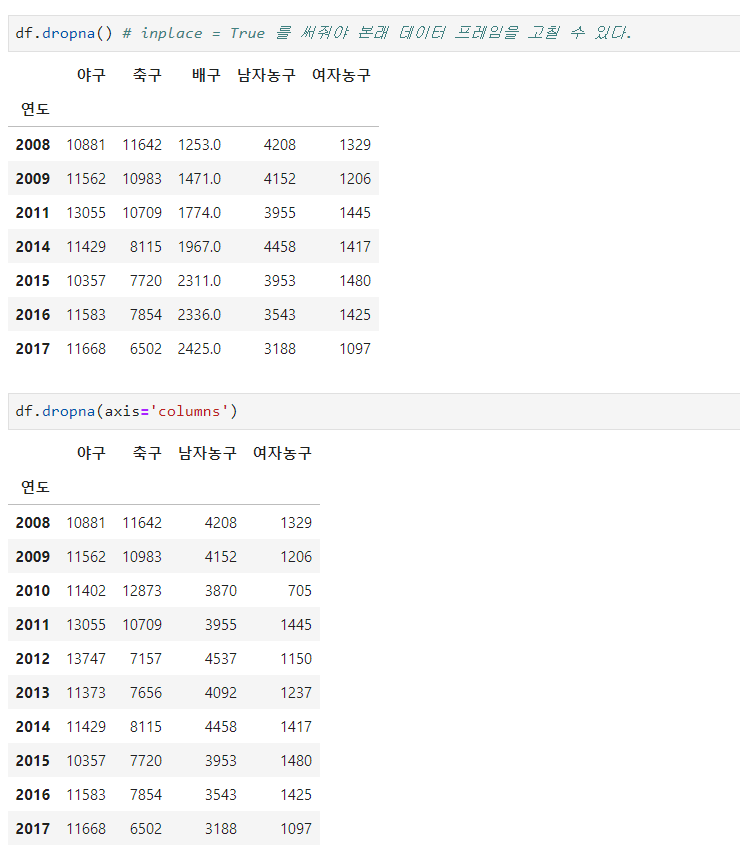 df.dropna() # inplace = True 를 써줘야 본래 데이터 프레임을 고칠 수 있다.
야구 축구 배구 남자농구 여자농구
연도
2008 10881 11642 1253.0 4208 1329
2009 11562 10983 1471.0 4152 1206
2011 13055 10709 1774.0 3955 1445
2014 11429 8115 1967.0 4458 1417
2015 10357 7720 2311.0 3953 1480
2016 11583 7854 2336.0 3543 1425
2017 11668 6502 2425.0 3188 1097
df.dropna(axis='columns')
야구 축구 남자농구 여자농구
연도
2008 10881 11642 4208 1329
2009 11562 10983 4152 1206
2010 11402 12873 3870 705
2011 13055 10709 3955 1445
2012 13747 7157 4537 1150
2013 11373 7656 4092 1237
2014 11429 8115 4458 1417
2015 10357 7720 3953 1480
2016 11583 7854 3543 1425
2017 11668 6502 3188 1097